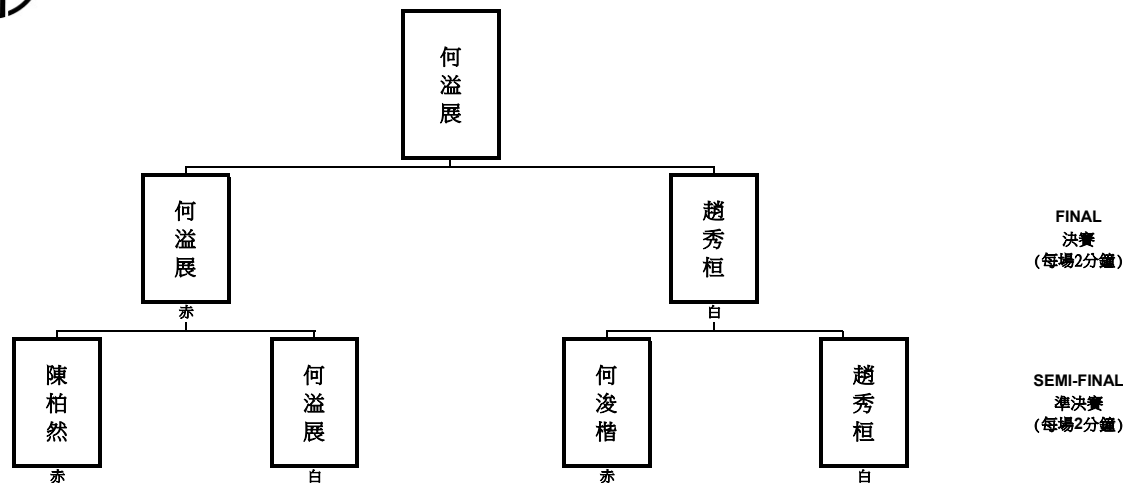 何溢展
何溢展
趙秀桓
FINAL
決賽
(每場2分鐘)
赤
白
陳柏然
何溢展
何浚楷
趙秀桓
SEMI-FINAL
準決賽
(每場2分鐘)
赤
白
赤
白